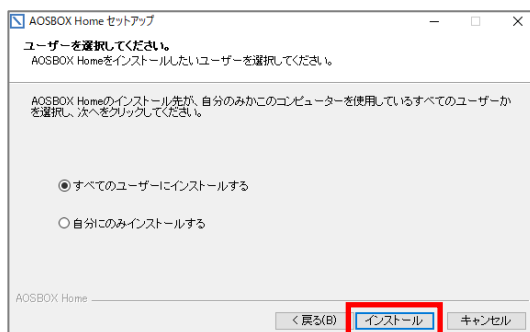 AOSBOX Home セットアップ
ユーザーを選択してください。
AOSBOX Homeをインストールしたいユーザーを選択してください。
AOSBOX Homeのインストール先が、自分のみかこのコンピューターを使用しているすべてのユーザーか
を選択し、次へをクリックしてください。
すべてのユーザーにインストールする
自分にのみインストールする
AOSBOX Home
< 戻る(B) インストール キャンセル